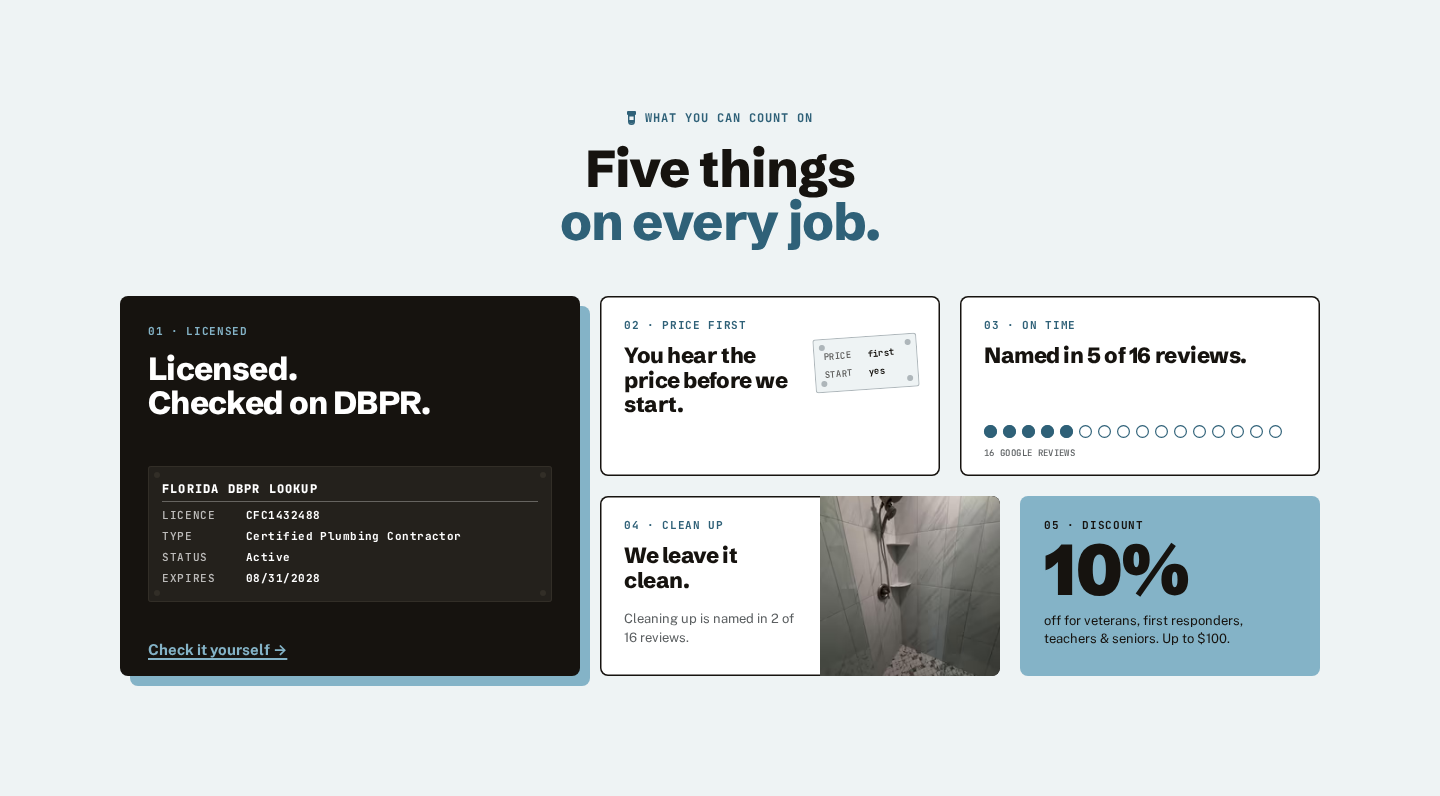 WHAT YOU CAN COUNT ON
Five things
on every job.
01 · LICENSED
Licensed.
Checked on DBPR.
FLORIDA DBPR LOOKUP
LICENCE CFC1432488
TYPE Certified Plumbing Contractor
STATUS Active
EXPIRES 08/31/2028
Check it yourself →
02 · PRICE FIRST
You hear the
price before we
start.
PRICE first
START yes
03 · ON TIME
Named in 5 of 16 reviews.
16 GOOGLE REVIEWS
04 · CLEAN UP
We leave it
clean.
Cleaning up is named in 2 of
16 reviews.
05 · DISCOUNT
10%
off for veterans, first responders,
teachers & seniors. Up to $100.